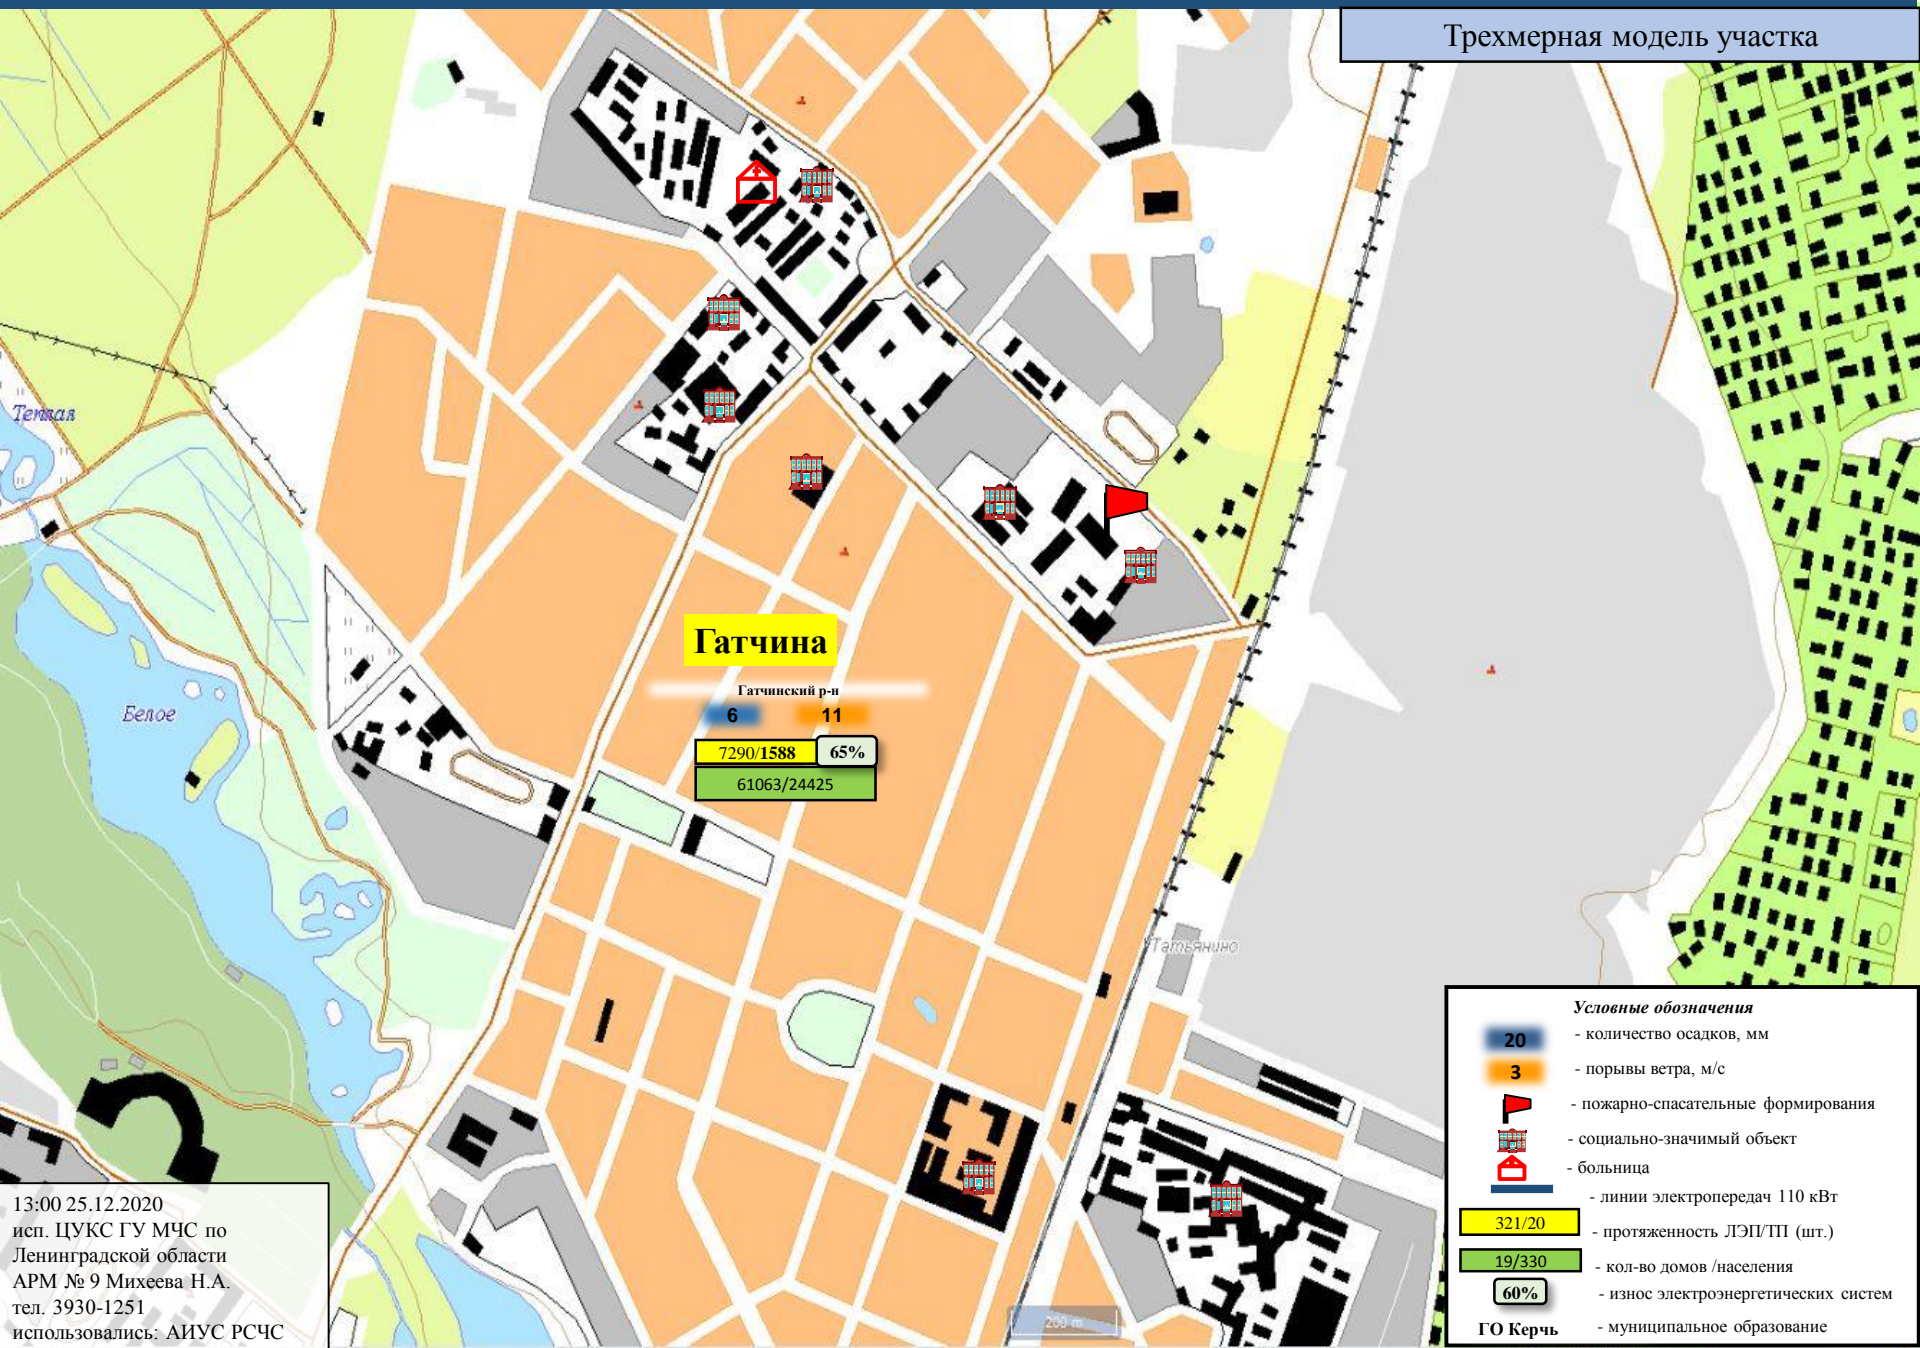 Трехмерная модель участка
Теплая
Белое
Гатчина
Гатчинский р-н
6 11
7290/1588 65%
61063/24425
Татьянино
200 m
Условные обозначения
20 - количество осадков, мм
3 - порывы ветра, м/с
- пожарно-спасательные формирования
- социально-значимый объект
- больница
- линии электропередач 110 кВт
321/20 - протяженность ЛЭП/ТП (шт.)
19/330 - кол-во домов /населения
60% - износ электроэнергетических систем
ГО Керчь - муниципальное образование
13:00 25.12.2020
исп. ЦУКС ГУ МЧС по
Ленинградской области
АРМ № 9 Михеева Н.А.
тел. 3930-1251
использовались: АИУС РСЧС